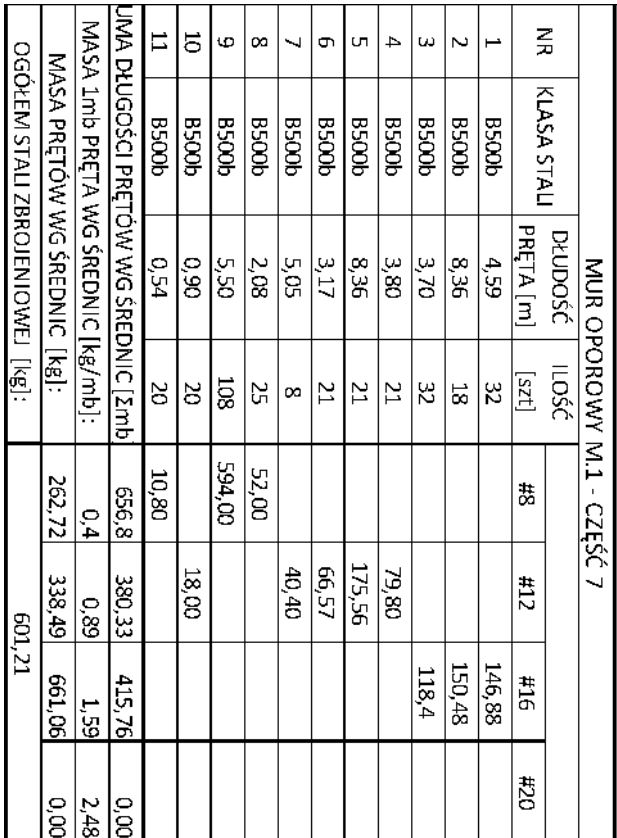 MUR OPOROWY M.1 - CZĘŚĆ 7
NR KLASA STALI DŁUDOŚĆ PRĘTA [m] ILOŚĆ [szt] #8 #12 #16 #20
1 B500b 4,59 32 146,88
2 B500b 8,36 18 150,48
3 B500b 3,70 32 118,4
4 B500b 3,80 21 79,80
5 B500b 8,36 21 175,56
6 B500b 3,17 21 66,57
7 B500b 5,05 8 40,40
8 B500b 2,08 25 52,00
9 B500b 5,50 108 594,00
10 B500b 0,90 20 18,00
11 B500b 0,54 20 10,80
UMA DŁUGOŚCI PRĘTÓW WG ŚREDNIC [Σmb 656,8 380,33 415,76 0,00
MASA 1mb PRĘTA WG ŚREDNIC [kg/mb]: 0,4 0,89 1,59 2,48
MASA PRĘTÓW WG ŚREDNIC [kg]: 262,72 338,49 661,06 0,00
OGÓŁEM STALI ZBROJENIOWEJ [kg]: 601,21